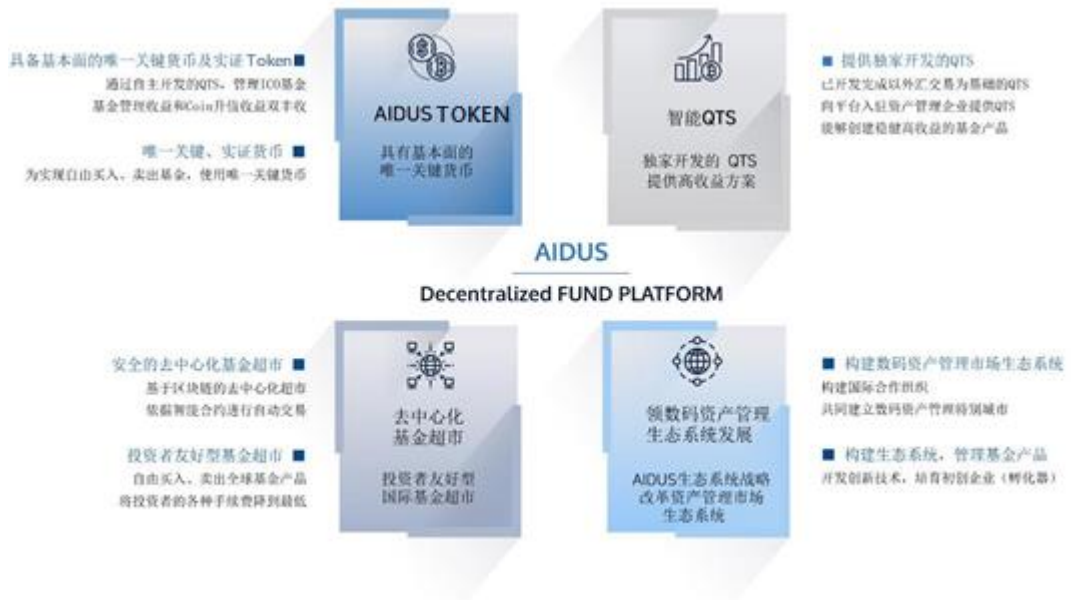 具备基本面的唯一关键货币及实证Token
通过自主开发的QTS、管理ICO基金
基金管理收益和Coin升值收益双丰收
唯一关键、实证货币
为实现自由买入、卖出基金，使用唯一关键货币
AIDUS TOKEN
具有基本面的
唯一关键货币
智能QTS
独家开发的 QTS
提供高收益方案
提供独家开发的QTS
已开发完成以外汇交易为基础的QTS
向平台入驻资产管理企业提供QTS
能够创建稳健高收益的基金产品
AIDUS
Decentralized FUND PLATFORM
安全的去中心化基金超市
基于区块链的去中心化超市
依据智能合约进行自动交易
投资者友好型基金超市
自由买入、卖出全球基金产品
将投资者的各种手续费降到最低
去中心化
基金超市
投资者友好型
国际基金超市
领数码资产管理
生态系统发展
AIDUS生态系统战略
改革资产管理市场
生态系统
构建数码资产管理市场生态系统
构建国际合作组织
共同建立数码资产管理特别城市
构建生态系统，管理基金产品
开发创新技术，培育初创企业（孵化器）